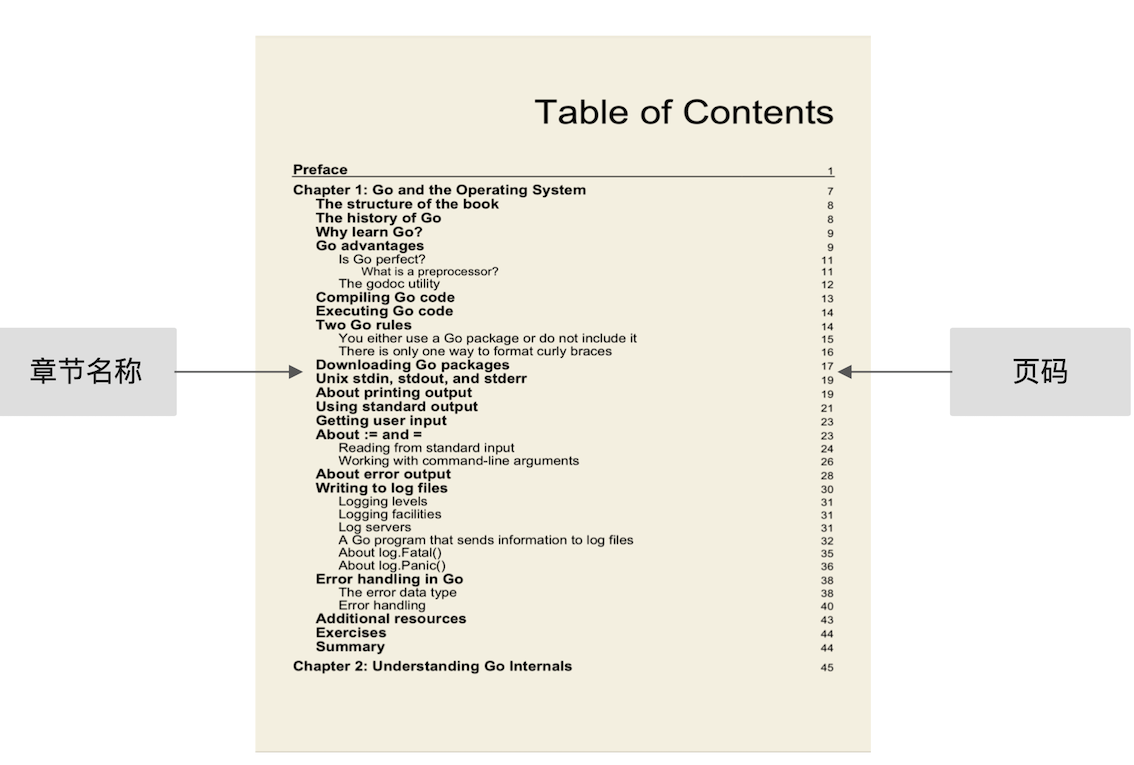 Table of Contents
Preface 1
Chapter 1: Go and the Operating System 7
The structure of the book 8
The history of Go 8
Why learn Go? 9
Go advantages 9
Is Go perfect? 11
What is a preprocessor? 11
The godoc utility 12
Compiling Go code 13
Executing Go code 14
Two Go rules 14
You either use a Go package or do not include it 15
There is only one way to format curly braces 16
Downloading Go packages 17
Unix stdin, stdout, and stderr 19
About printing output 19
Using standard output 21
Getting user input 23
About := and = 23
Reading from standard input 24
Working with command-line arguments 26
About error output 28
Writing to log files 30
Logging levels 31
Logging facilities 31
Log servers 31
A Go program that sends information to log files 32
About log.Fatal() 35
About log.Panic() 36
Error handling in Go 38
The error data type 38
Error handling 40
Additional resources 43
Exercises 44
Summary 44
Chapter 2: Understanding Go Internals 45
章节名称
页码